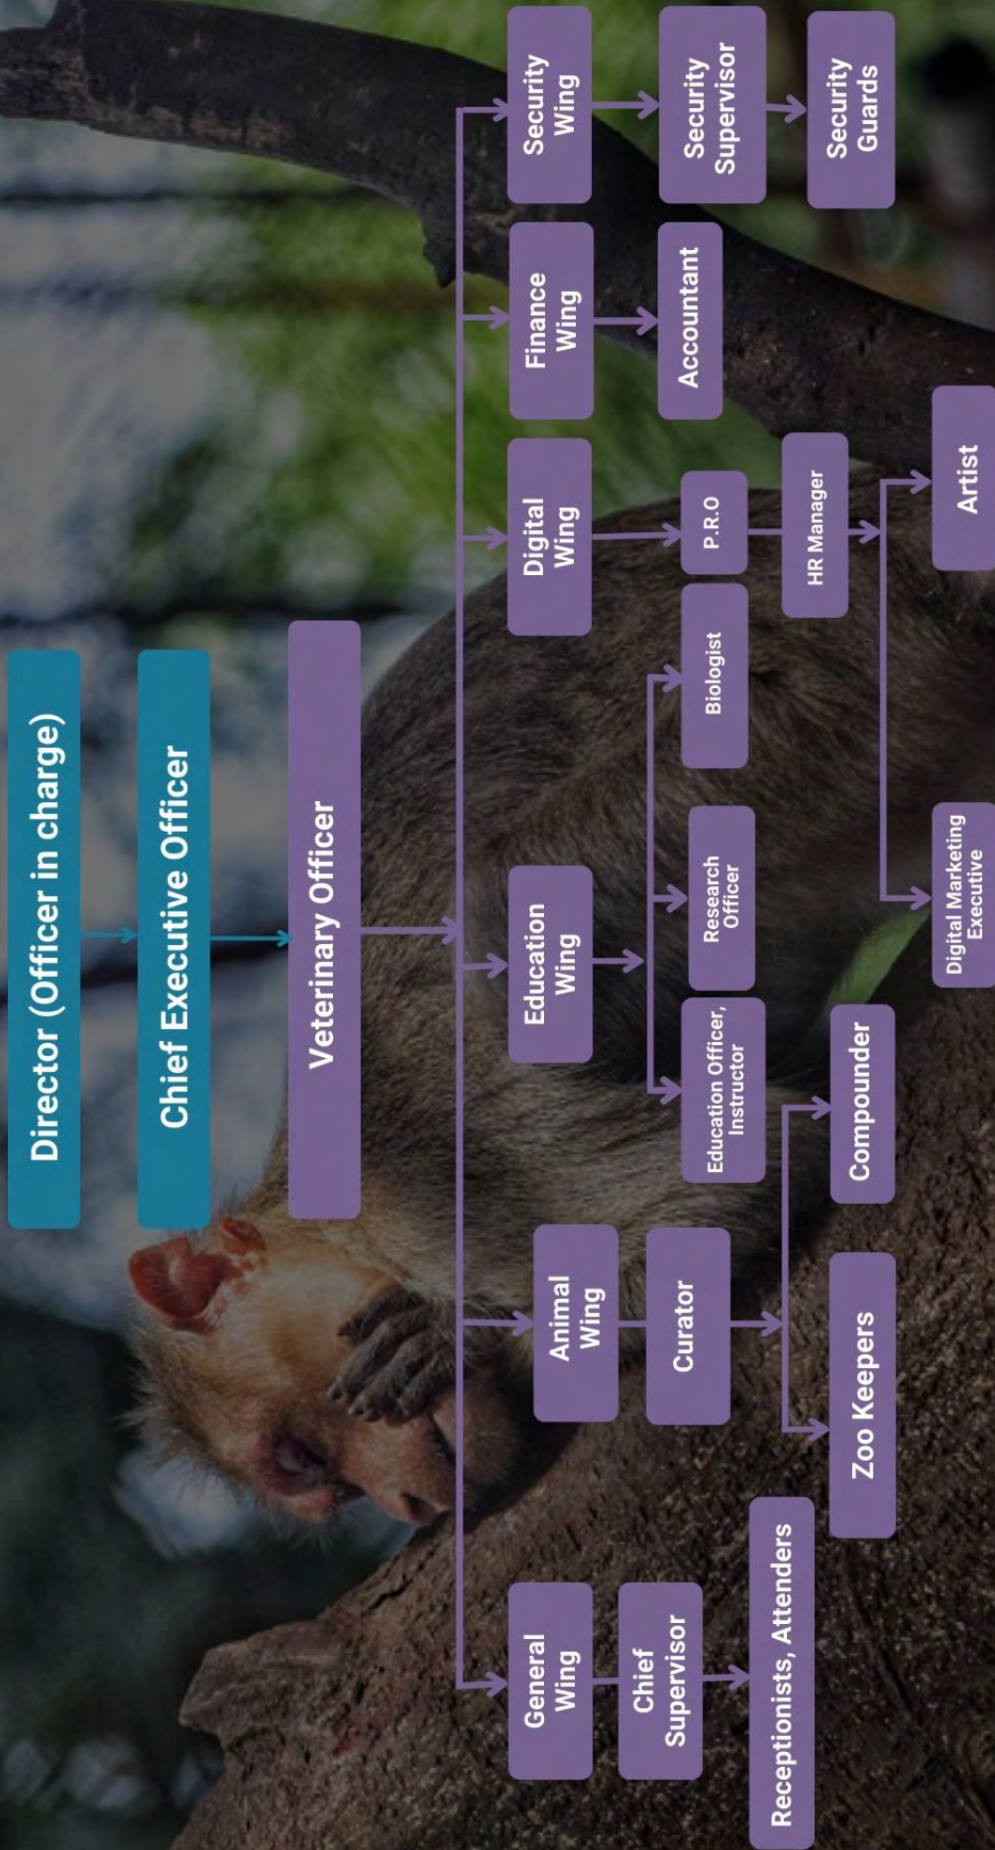 Director (Officer in charge)
Chief Executive Officer
Veterinary Officer
General
Wing
Animal
Wing
Education
Wing
Digital
Wing
Finance
Wing
Security
Wing
Chief
Supervisor
Curator
Education Officer,
Instructor
Research
Officer
Biologist
P.R.O
Accountant
Security
Supervisor
Receptionists, Attenders
Zoo Keepers
Compounder
HR Manager
Security
Guards
Digital Marketing
Executive
Artist